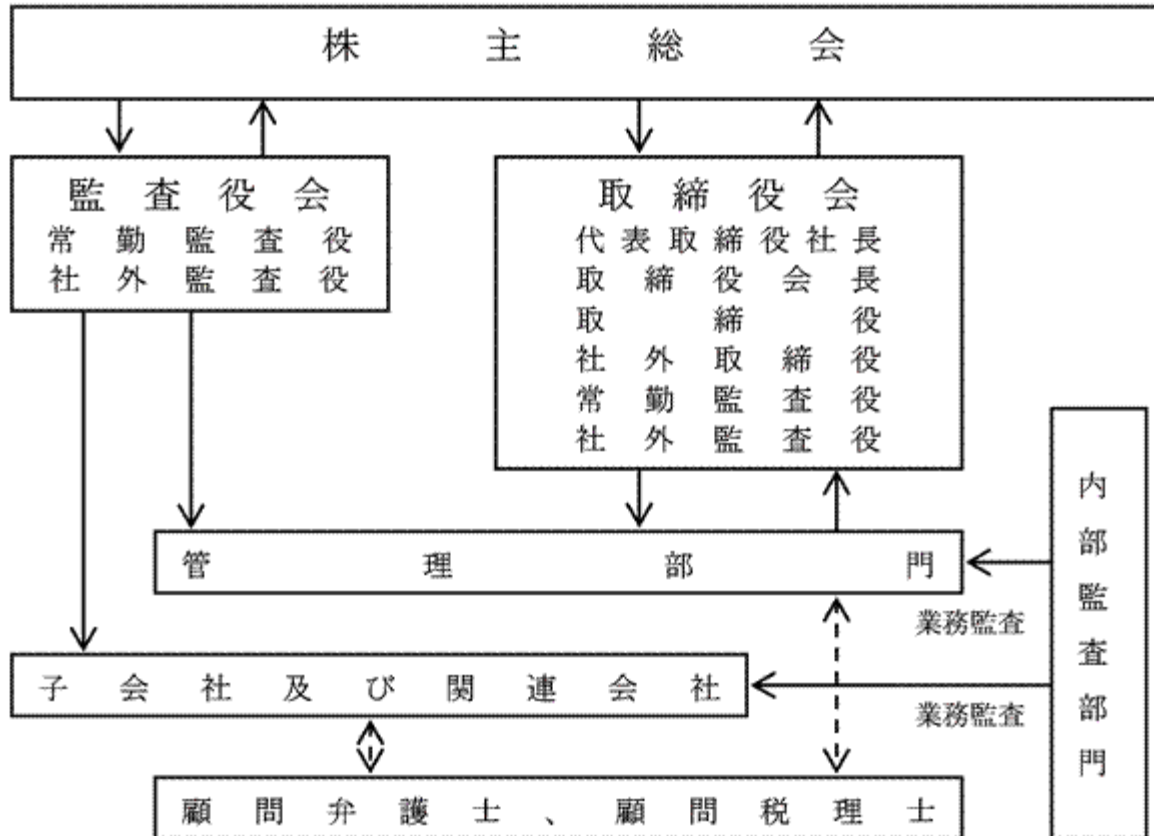 株主総会
監査役会
常勤監査役
社外監査役
取締役会
代表取締役社長
取締役会長
取締役
社外取締役
常勤監査役
社外監査役
内部監査部門
管理部門
業務監査
子会社及び関連会社
業務監査
顧問弁護士、顧問税理士